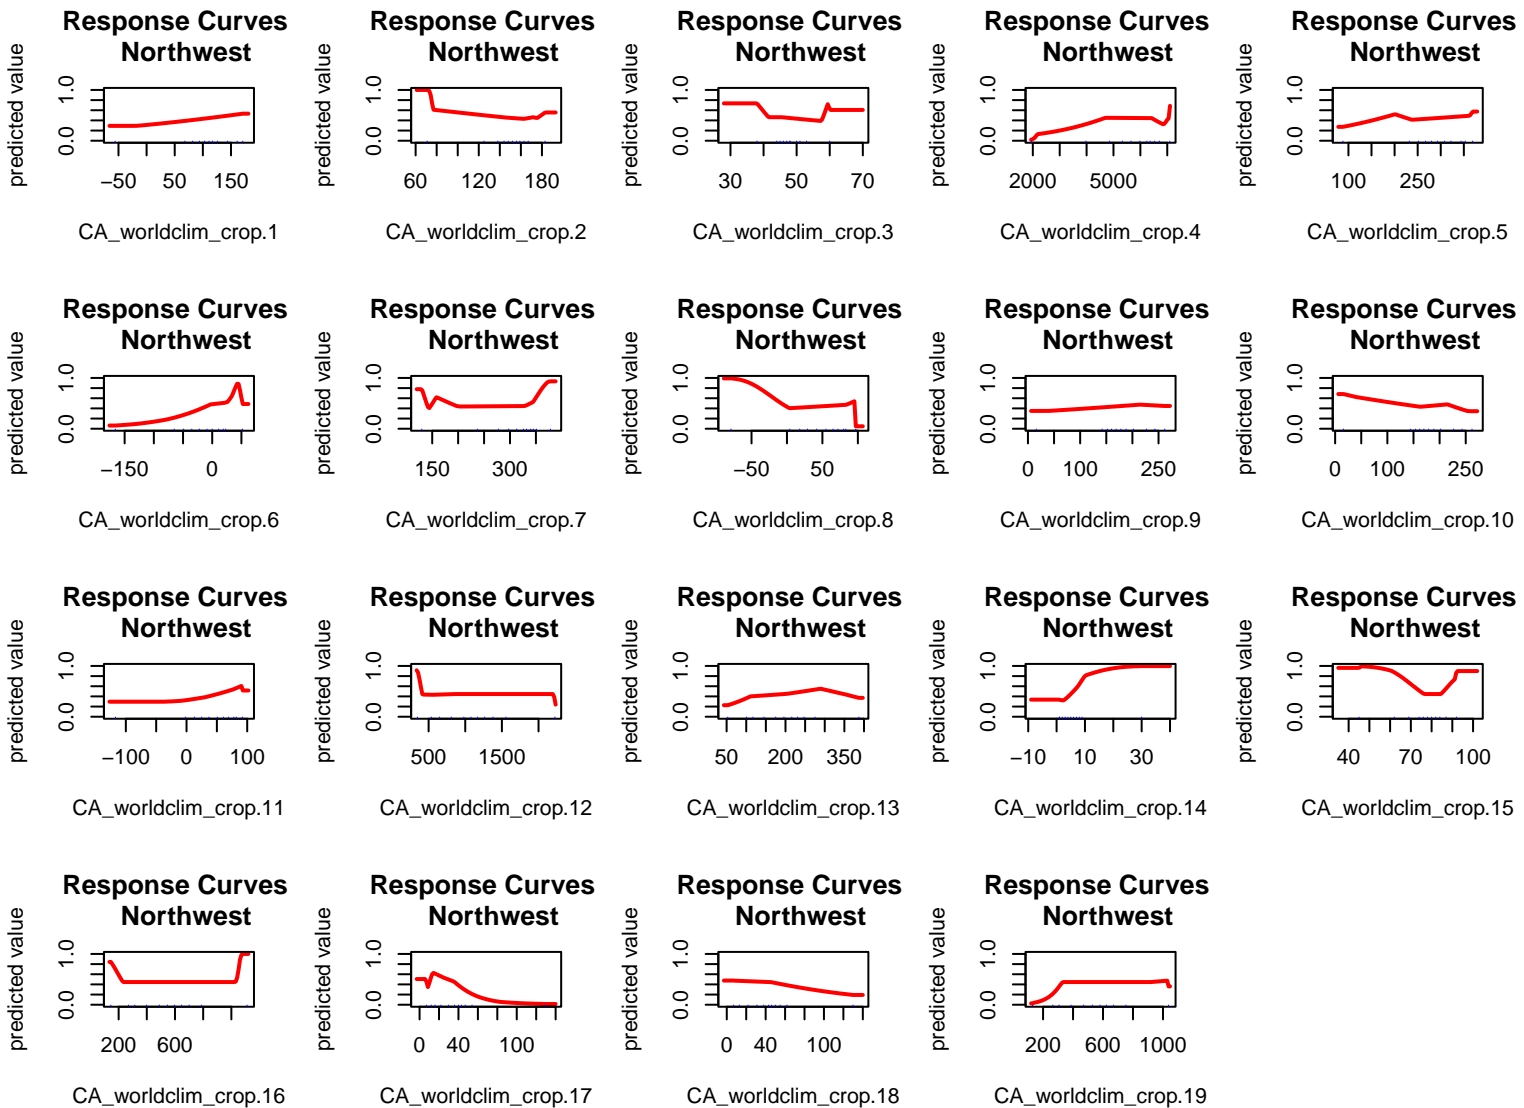 Response Curves
Northwest
predicted value
0.0 1.0
−50 50 150
CA_worldclim_crop.1
Response Curves
Northwest
predicted value
0.0 1.0
60 120 180
CA_worldclim_crop.2
Response Curves
Northwest
predicted value
0.0 1.0
30 50 70
CA_worldclim_crop.3
Response Curves
Northwest
predicted value
0.0 1.0
2000 5000
CA_worldclim_crop.4
Response Curves
Northwest
predicted value
0.0 1.0
100 250
CA_worldclim_crop.5
Response Curves
Northwest
predicted value
0.0 1.0
−150 0
CA_worldclim_crop.6
Response Curves
Northwest
predicted value
0.0 1.0
150 300
CA_worldclim_crop.7
Response Curves
Northwest
predicted value
0.0 1.0
−50 50
CA_worldclim_crop.8
Response Curves
Northwest
predicted value
0.0 1.0
0 100 250
CA_worldclim_crop.9
Response Curves
Northwest
predicted value
0.0 1.0
0 100 250
CA_worldclim_crop.10
Response Curves
Northwest
predicted value
0.0 1.0
−100 0 100
CA_worldclim_crop.11
Response Curves
Northwest
predicted value
0.0 1.0
500 1500
CA_worldclim_crop.12
Response Curves
Northwest
predicted value
0.0 1.0
50 200 350
CA_worldclim_crop.13
Response Curves
Northwest
predicted value
0.0 1.0
−10 10 30
CA_worldclim_crop.14
Response Curves
Northwest
predicted value
0.0 1.0
40 70 100
CA_worldclim_crop.15
Response Curves
Northwest
predicted value
0.0 1.0
200 600
CA_worldclim_crop.16
Response Curves
Northwest
predicted value
0.0 1.0
0 40 100
CA_worldclim_crop.17
Response Curves
Northwest
predicted value
0.0 1.0
0 40 100
CA_worldclim_crop.18
Response Curves
Northwest
predicted value
0.0 1.0
200 600 1000
CA_worldclim_crop.19